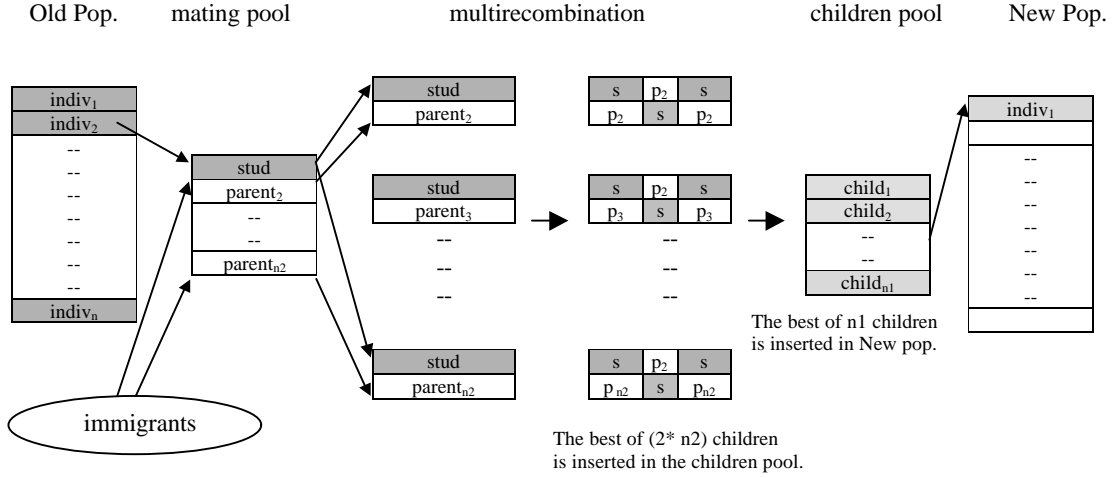 Old Pop. mating pool multirecombination children pool New Pop.
indiv₁
indiv₂
--
--
--
--
--
--
--
indivₙ
stud
parent₂
--
--
parentₙ₂
immigrants
stud
parent₂
stud
parent₃
--
--
--
stud
parentₙ₂
s p₂ s
p₂ s p₂
s p₂ s
p₃ s p₃
--
--
--
s p₂ s
pₙ₂ s pₙ₂
The best of (2* n2) children
is inserted in the children pool.
child₁
child₂
--
--
childₙ₁
The best of n1 children
is inserted in New pop.
indiv₁
--
--
--
--
--
--
--